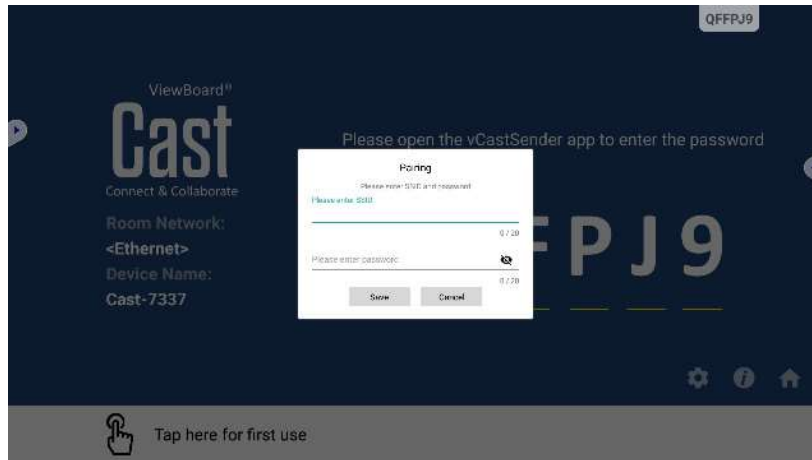 QFFPJ9
ViewBoard®
Cast
Connect & Collaborate
Please open the vCastSender app to enter the password
Room Network:
<Ethernet>
Device Name:
Cast-7337
FPJ9
Pairing
Please enter SSID and password
Please enter SSID
0 / 20
Please enter password
0 / 20
Save
Cancel
Tap here for first use